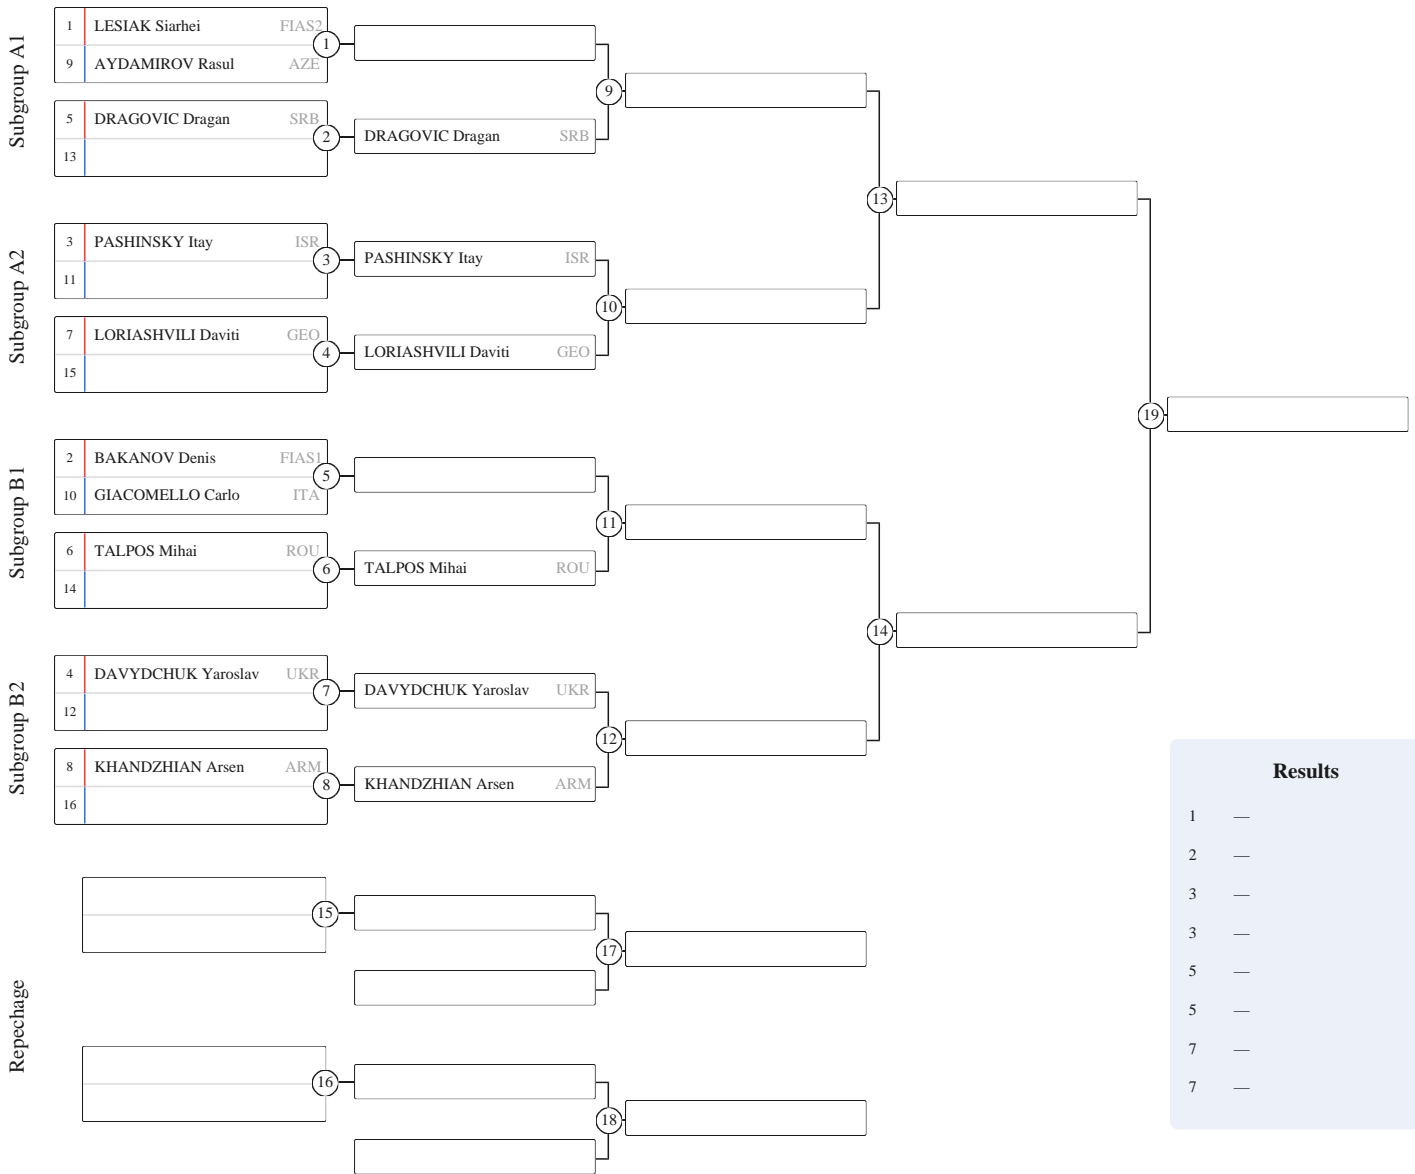 Subgroup A1
1 LESIAK Siarhei FIAS2
9 AYDAMIROV Rasul AZE
1
5 DRAGOVIC Dragan SRB
13
2
DRAGOVIC Dragan SRB
9
Subgroup A2
3 PASHINSKY Itay ISR
11
3
PASHINSKY Itay ISR
7 LORIASHVILI Daviti GEO
15
4
LORIASHVILI Daviti GEO
10
13
Subgroup B1
2 BAKANOV Denis FIAS1
10 GIACOMELLO Carlo ITA
5
6 TALPOS Mihai ROU
14
6
TALPOS Mihai ROU
11
Subgroup B2
4 DAVYDCHUK Yaroslav UKR
12
7
DAVYDCHUK Yaroslav UKR
8 KHANDZHIAN Arsen ARM
16
8
KHANDZHIAN Arsen ARM
12
14
19
Repechage
15
17
16
18
Results
1 —
2 —
3 —
3 —
5 —
5 —
7 —
7 —